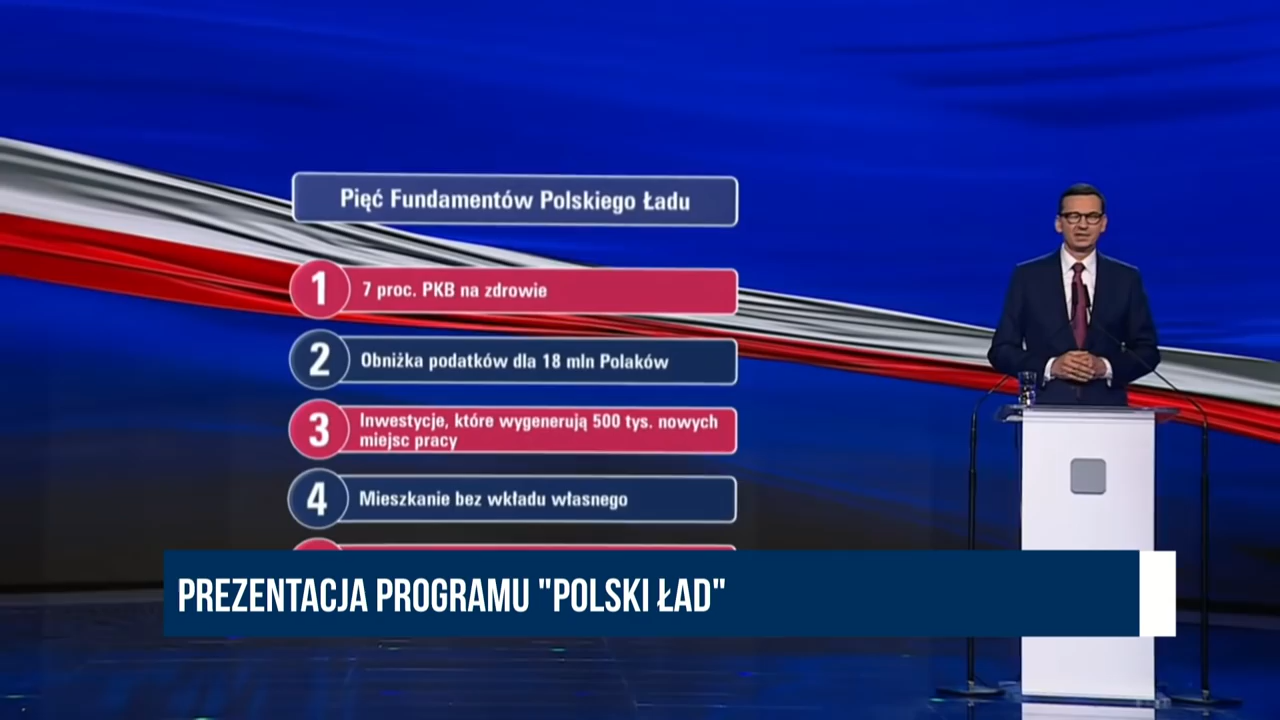 Pięć Fundamentów Polskiego Ładu
1
7 proc. PKB na zdrowie
2
Obniżka podatków dla 18 mln Polaków
3
Inwestycje, które wygenerują 500 tys. nowych
miejsc pracy
4
Mieszkanie bez wkładu własnego
PREZENTACJA PROGRAMU "POLSKI ŁAD"